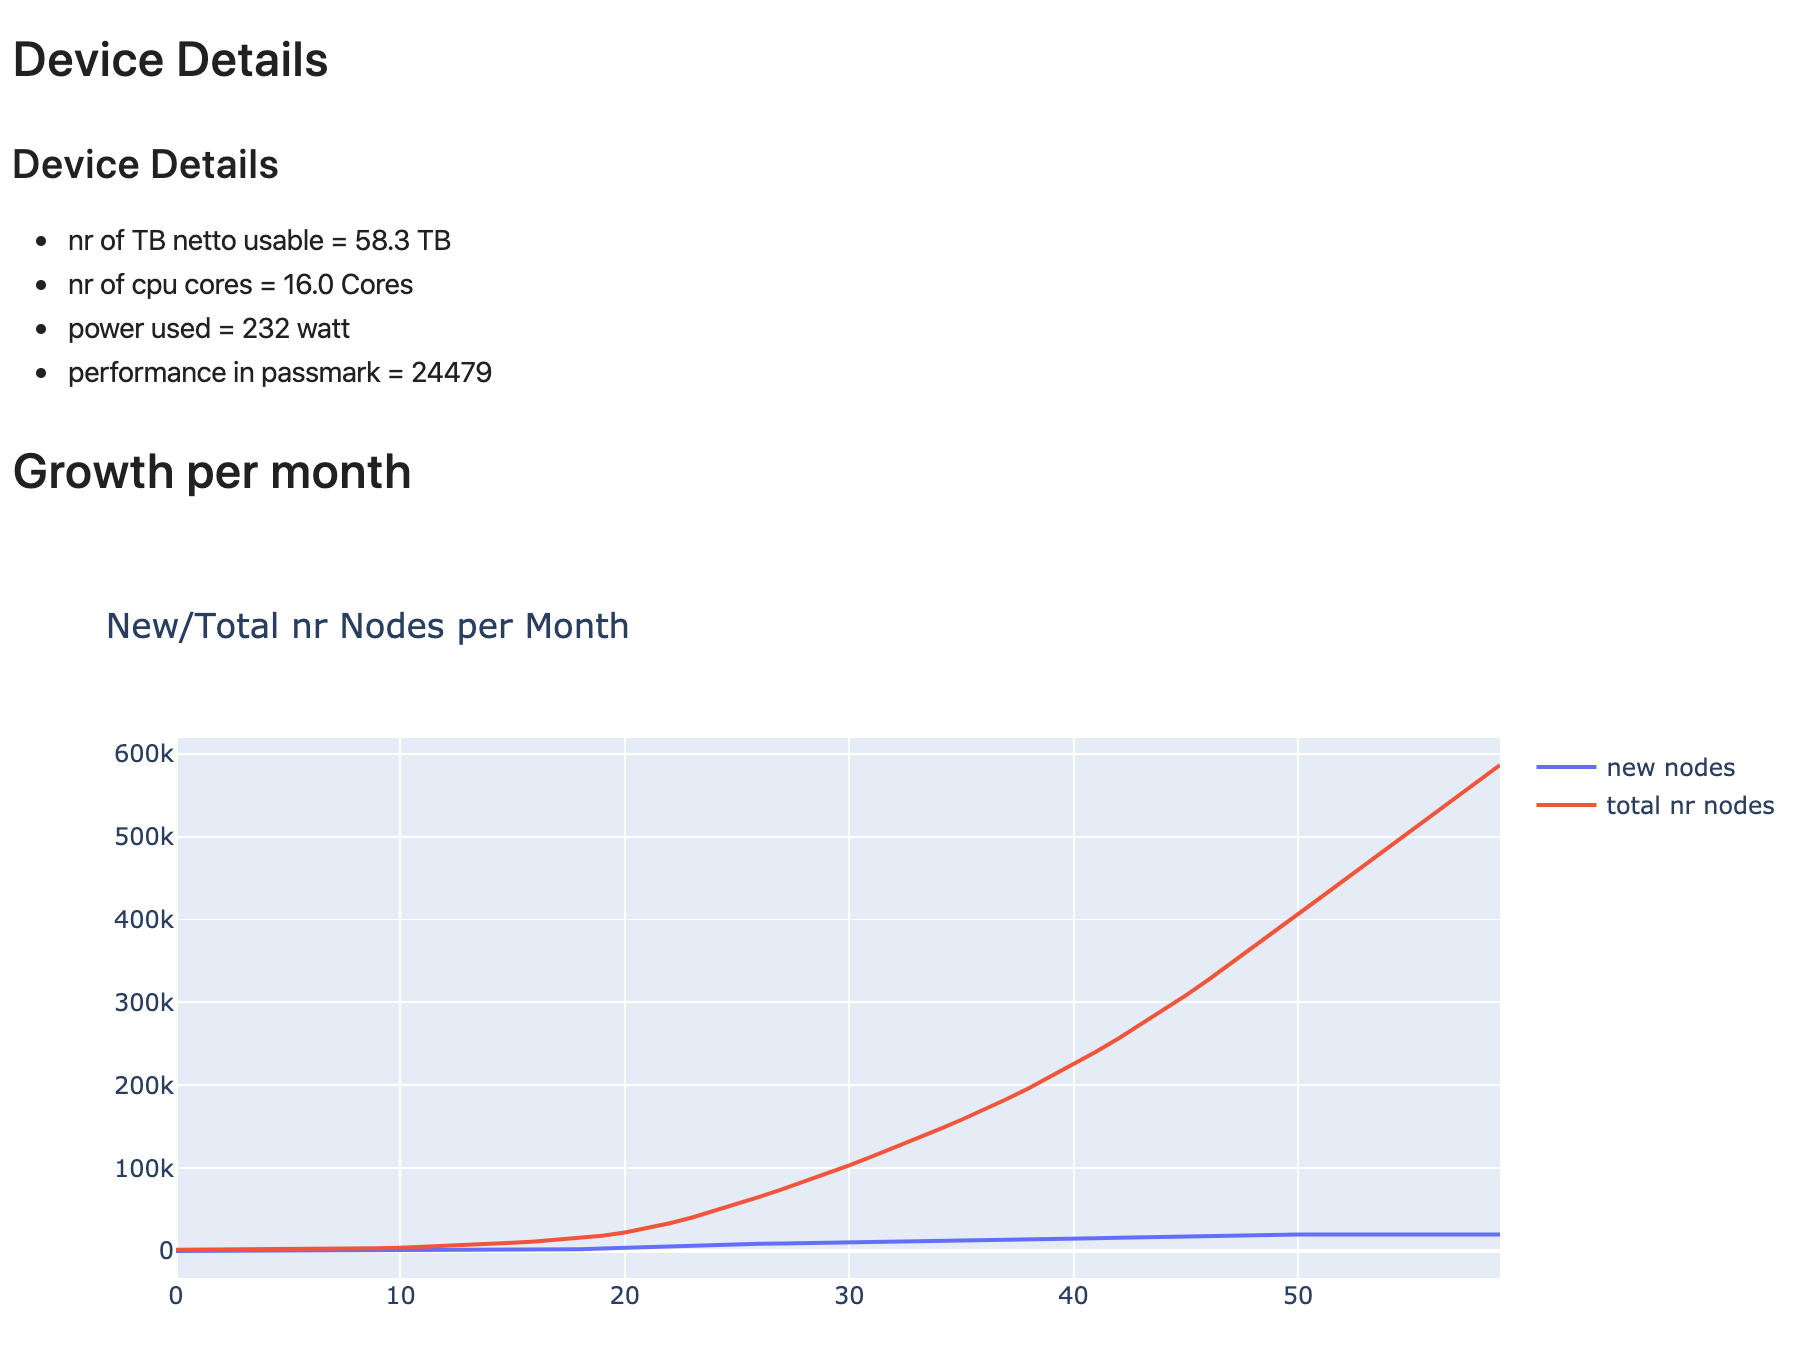 Device Details
Device Details
nr of TB netto usable = 58.3 TB
nr of cpu cores = 16.0 Cores
power used = 232 watt
performance in passmark = 24479
Growth per month
New/Total nr Nodes per Month
600k
500k
400k
300k
200k
100k
0
0 10 20 30 40 50
new nodes
total nr nodes